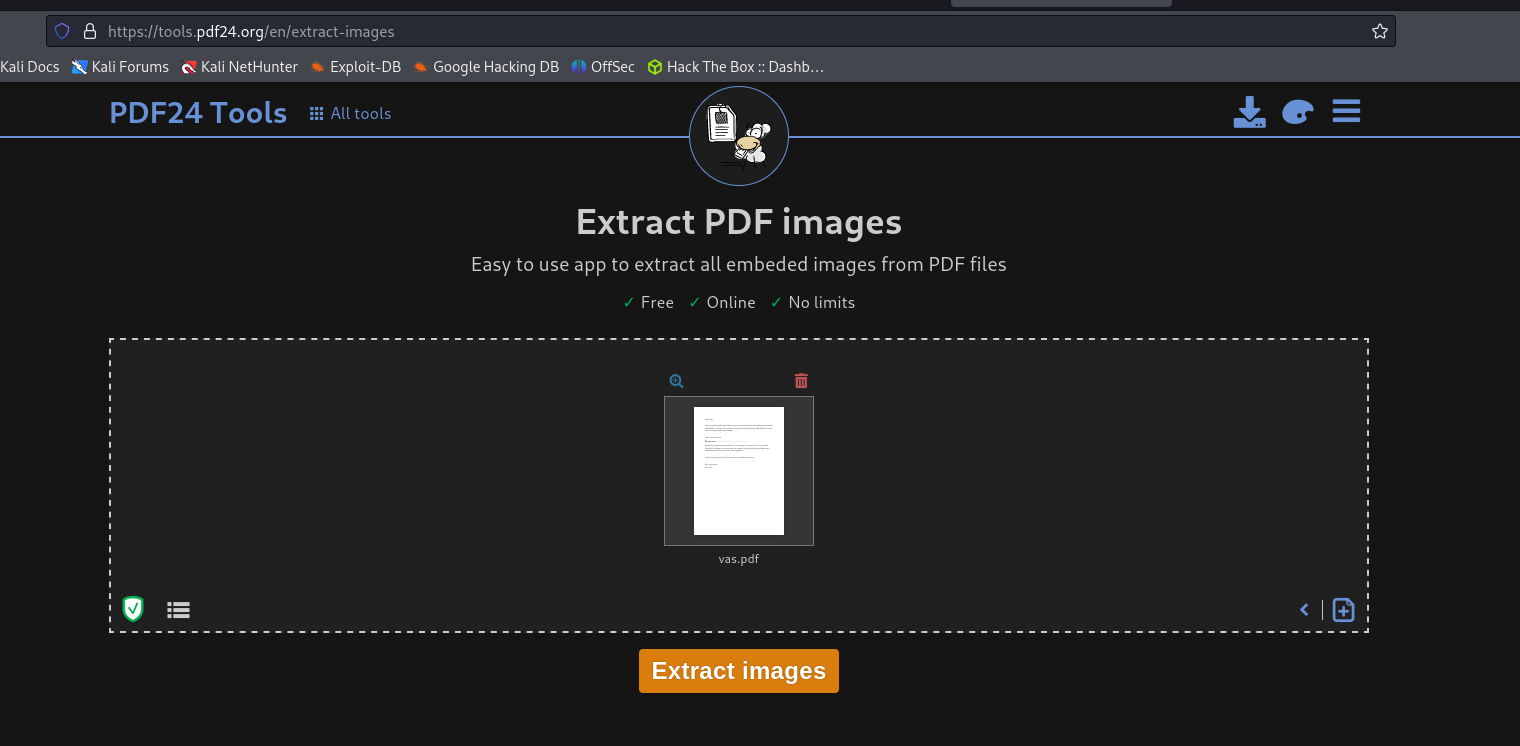 https://tools.pdf24.org/en/extract-images
Kali Docs Kali Forums Kali NetHunter Exploit-DB Google Hacking DB OffSec Hack The Box :: Dashb…
PDF24 Tools All tools
Extract PDF images
Easy to use app to extract all embeded images from PDF files
✓ Free ✓ Online ✓ No limits
vas.pdf
Extract images